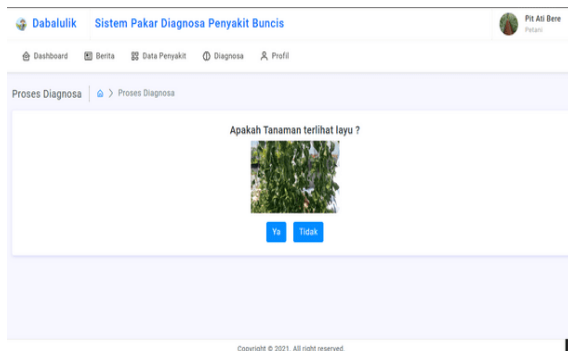 Dabalulik Sistem Pakar Diagnosa Penyakit Buncis Pit Ati Bere
Petani
Dashboard Berita Data Penyakit Diagnosa Profil
Proses Diagnosa > Proses Diagnosa
Apakah Tanaman terlihat layu ?
Ya Tidak
Copyright © 2021. All right reserved